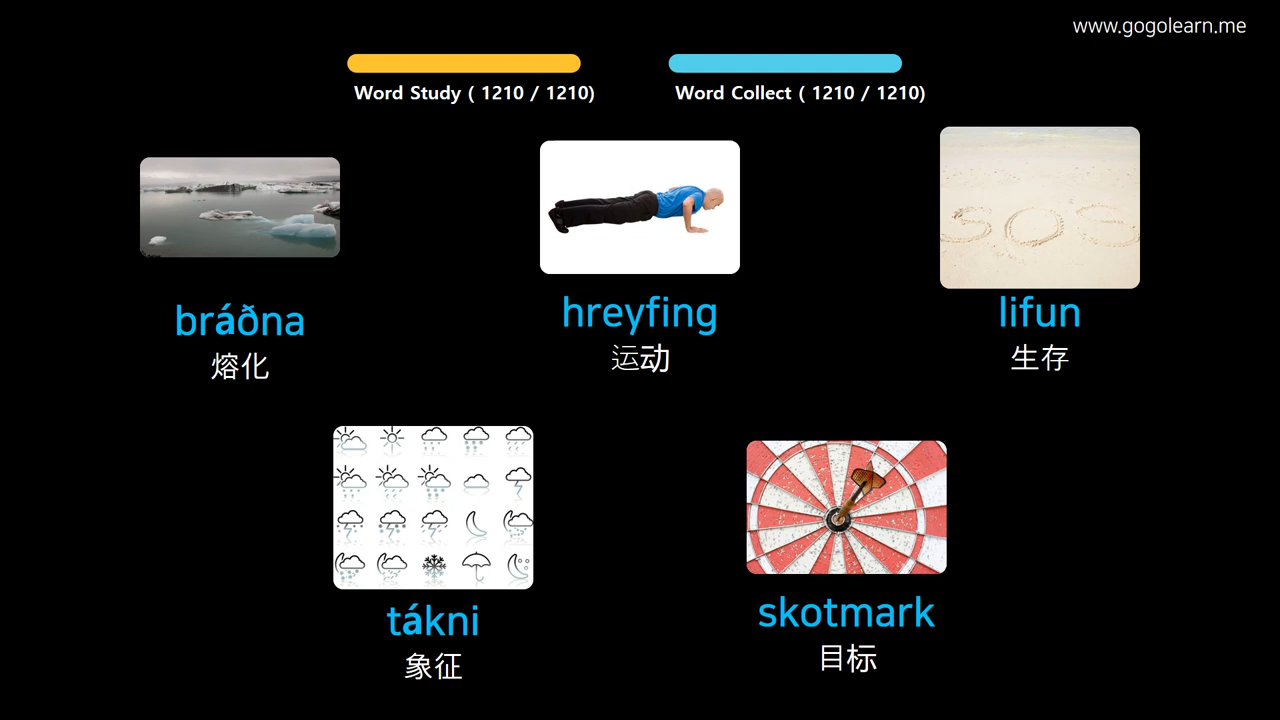 www.gogolearn.me
Word Study ( 1210 / 1210)
Word Collect ( 1210 / 1210)
SOS
bráðna
熔化
hreyfing
运动
lifun
生存
tákni
象征
skotmark
目标